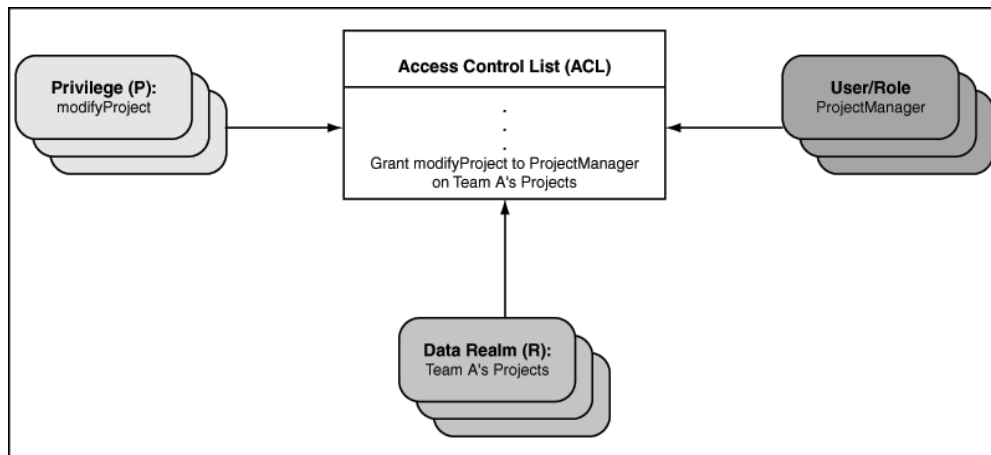 Privilege (P):
modifyProject
Access Control List (ACL)
.
.
.
Grant modifyProject to ProjectManager
on Team A's Projects
User/Role
ProjectManager
Data Realm (R):
Team A's Projects